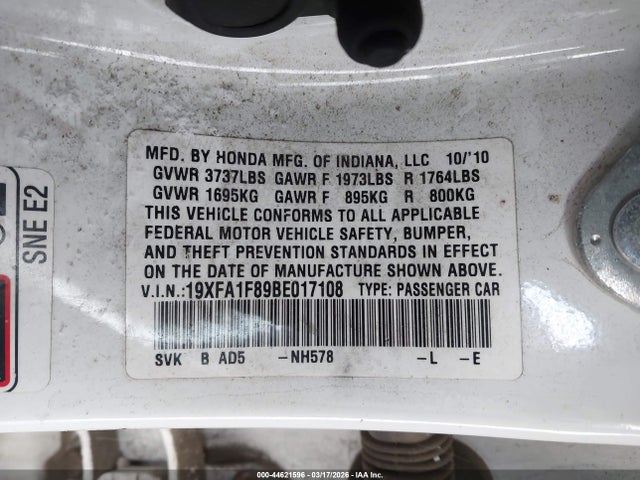 MFD. BY HONDA MFG. OF INDIANA, LLC 10/'10
GVWR 3737LBS GAWR F 1973LBS R 1764LBS
GVWR 1695KG GAWR F 895KG R 800KG
THIS VEHICLE CONFORMS TO ALL APPLICABLE
FEDERAL MOTOR VEHICLE SAFETY, BUMPER,
AND THEFT PREVENTION STANDARDS IN EFFECT
ON THE DATE OF MANUFACTURE SHOWN ABOVE.
V.I.N.:19XFA1F89BE017108 TYPE: PASSENGER CAR
SVK B AD5 -NH578 -L -E
SNE E2
000-44621596 - 03/17/2026 - IAA Inc.